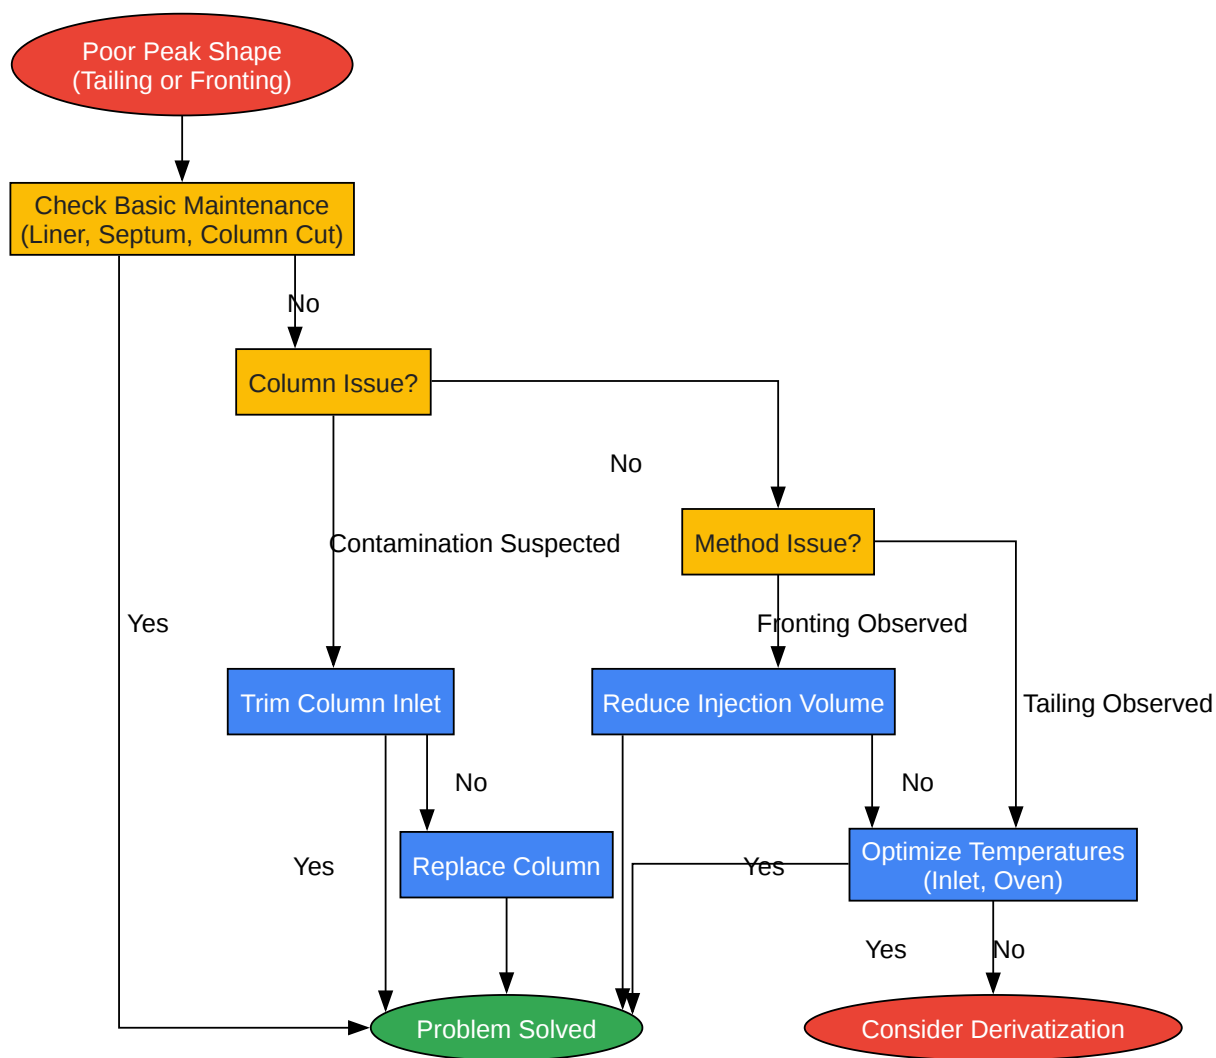 Poor Peak Shape
(Tailing or Fronting)
Check Basic Maintenance
(Liner, Septum, Column Cut)
No
Column Issue?
No
Contamination Suspected
Method Issue?
Yes
Fronting Observed
Trim Column Inlet
Reduce Injection Volume
Tailing Observed
No
No
Yes
Replace Column
Yes
Optimize Temperatures
(Inlet, Oven)
Yes
No
Problem Solved
Consider Derivatization